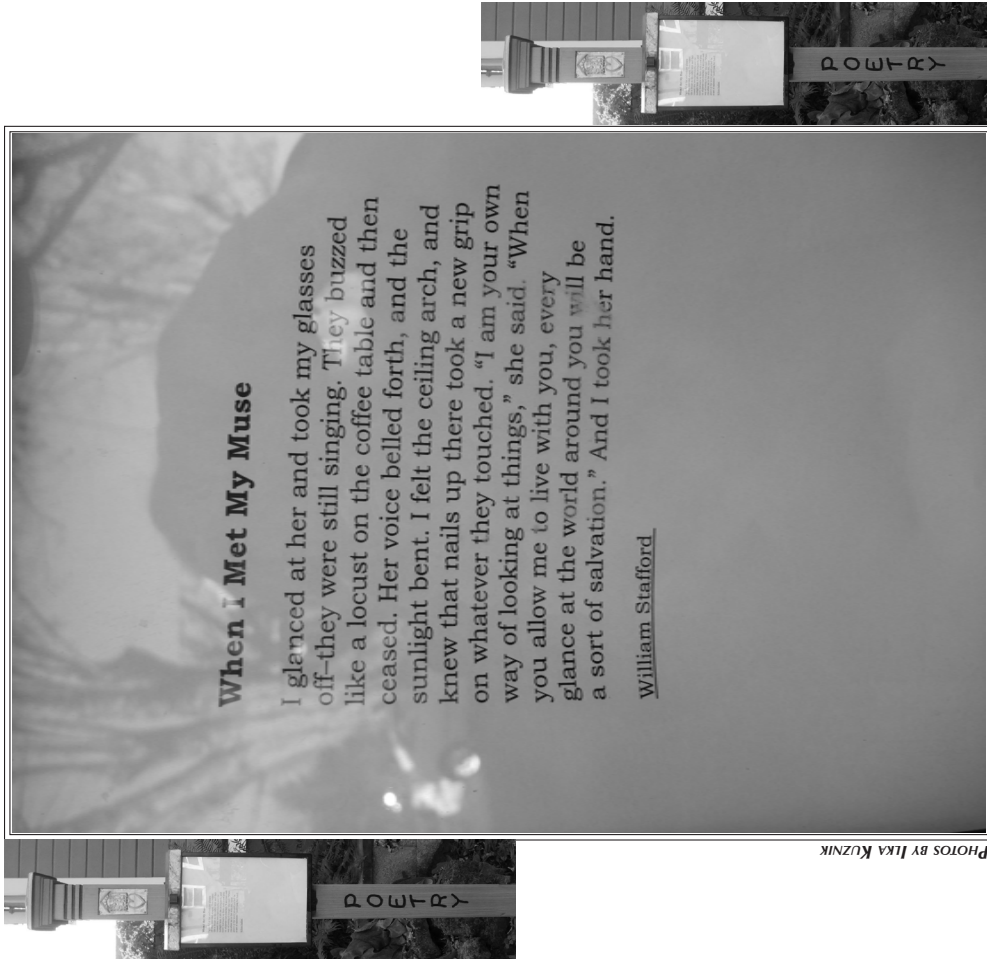 POETRY
When I Met My Muse
I glanced at her and took my glasses
off–they were still singing. They buzzed
like a locust on the coffee table and then
ceased. Her voice belled forth, and the
sunlight bent. I felt the ceiling arch, and
knew that nails up there took a new grip
on whatever they touched. “I am your own
way of looking at things,” she said. “When
you allow me to live with you, every
glance at the world around you will be
a sort of salvation.” And I took her hand.
William Stafford
PHOTOS BY ILKA KUZNIK
POETRY